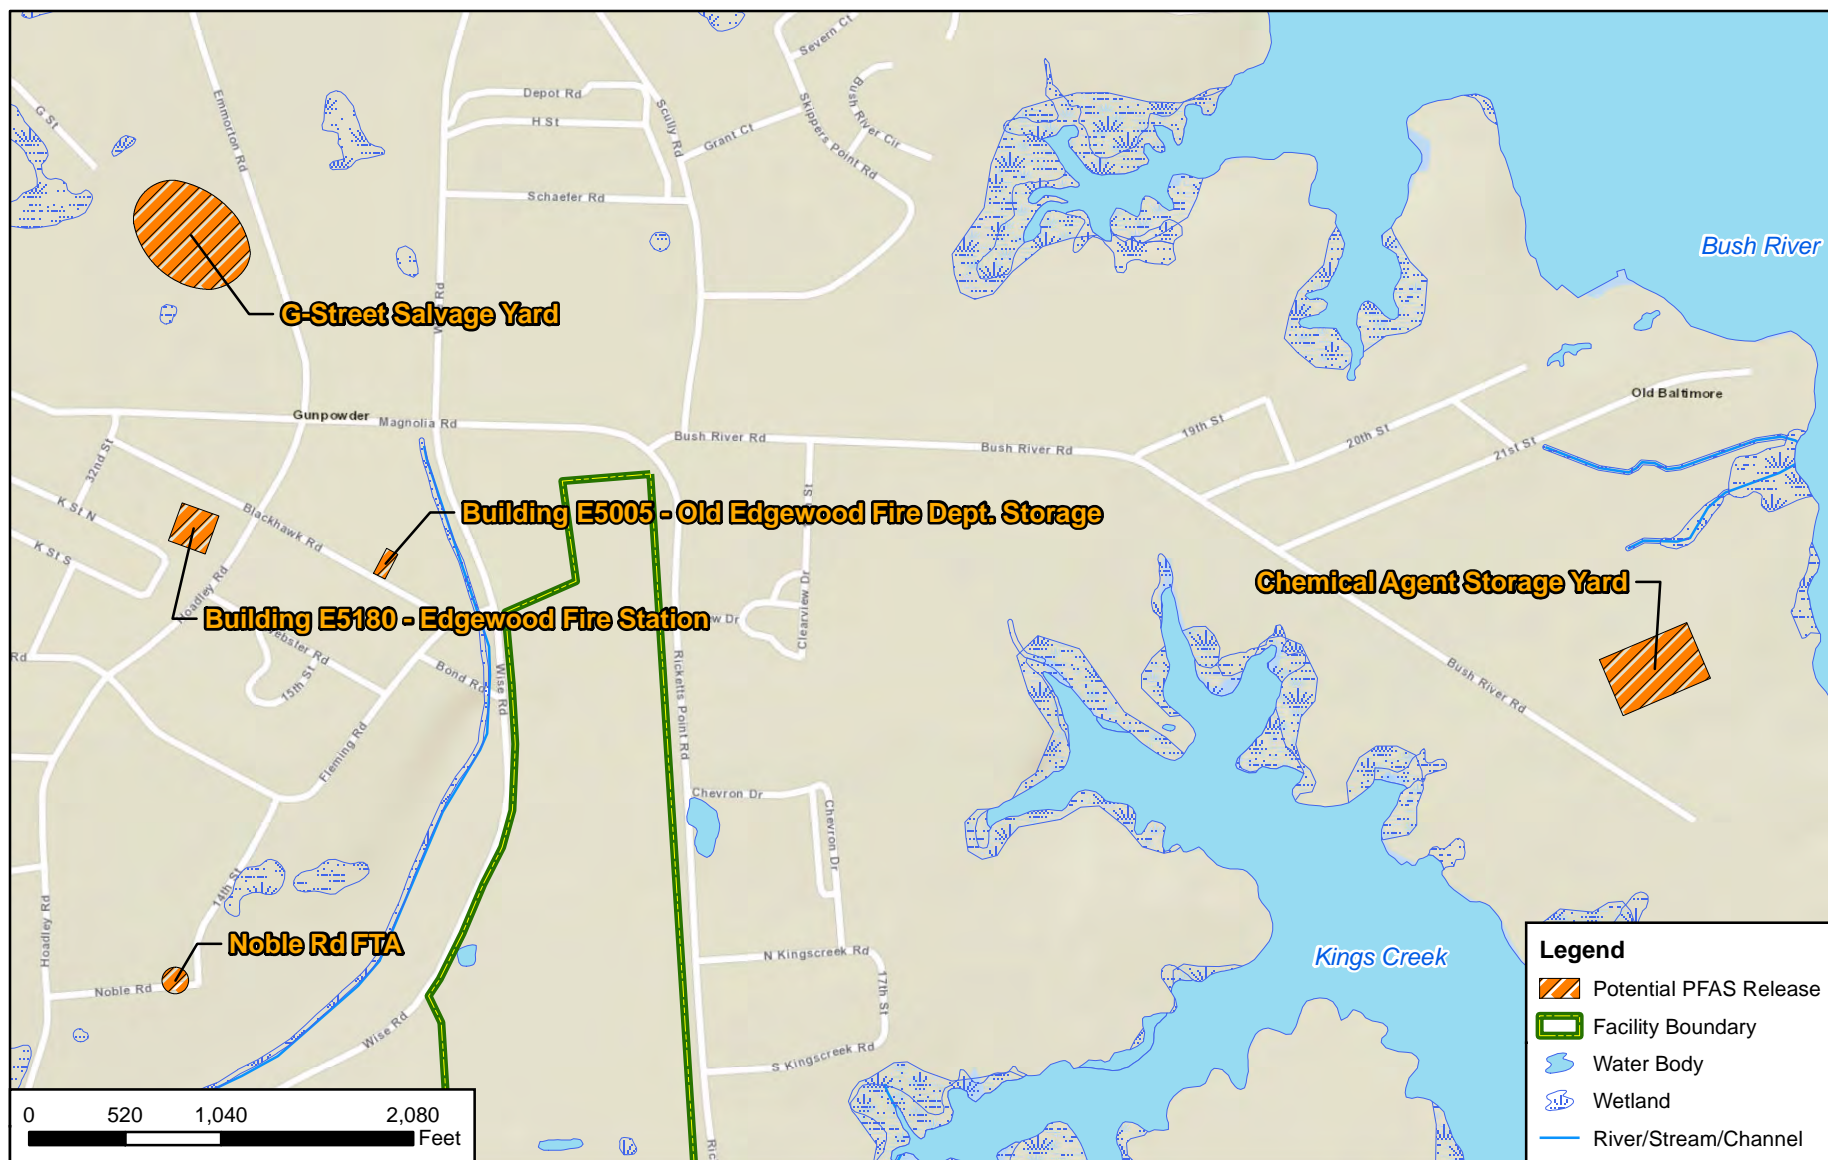 Severn Ct
Depot Rd
Scully Rd
Bush River Cir
Skippers Point Rd
G St
Emmorton Rd
H St
Grant Ct
Schaefer Rd
Bush River
G-Street Salvage Yard
Old Baltimore
Gunpowder
Magnolia Rd
Bush River Rd
Bush River Rd
19th St
20th St
21st St
32nd St
K St N
Blackhawk Rd
Building E5005 - Old Edgewood Fire Dept. Storage
K St S
Hoadley Rd
Chemical Agent Storage Yard
Building E5180 - Edgewood Fire Station
Clearview Dr
Webster Rd
Rd
15th St
Bond Rd
Wise Rd
Ricketts Point Rd
Bush River Rd
Fleming Rd
Chevron Dr
Chevron Dr
14th St
Hoadley Rd
Noble Rd FTA
N Kingscreek Rd
Kings Creek
17th St
Noble Rd
Wise Rd
S Kingscreek Rd
Legend
Potential PFAS Release
Facility Boundary
Water Body
Wetland
River/Stream/Channel
0 520 1,040 2,080
Feet